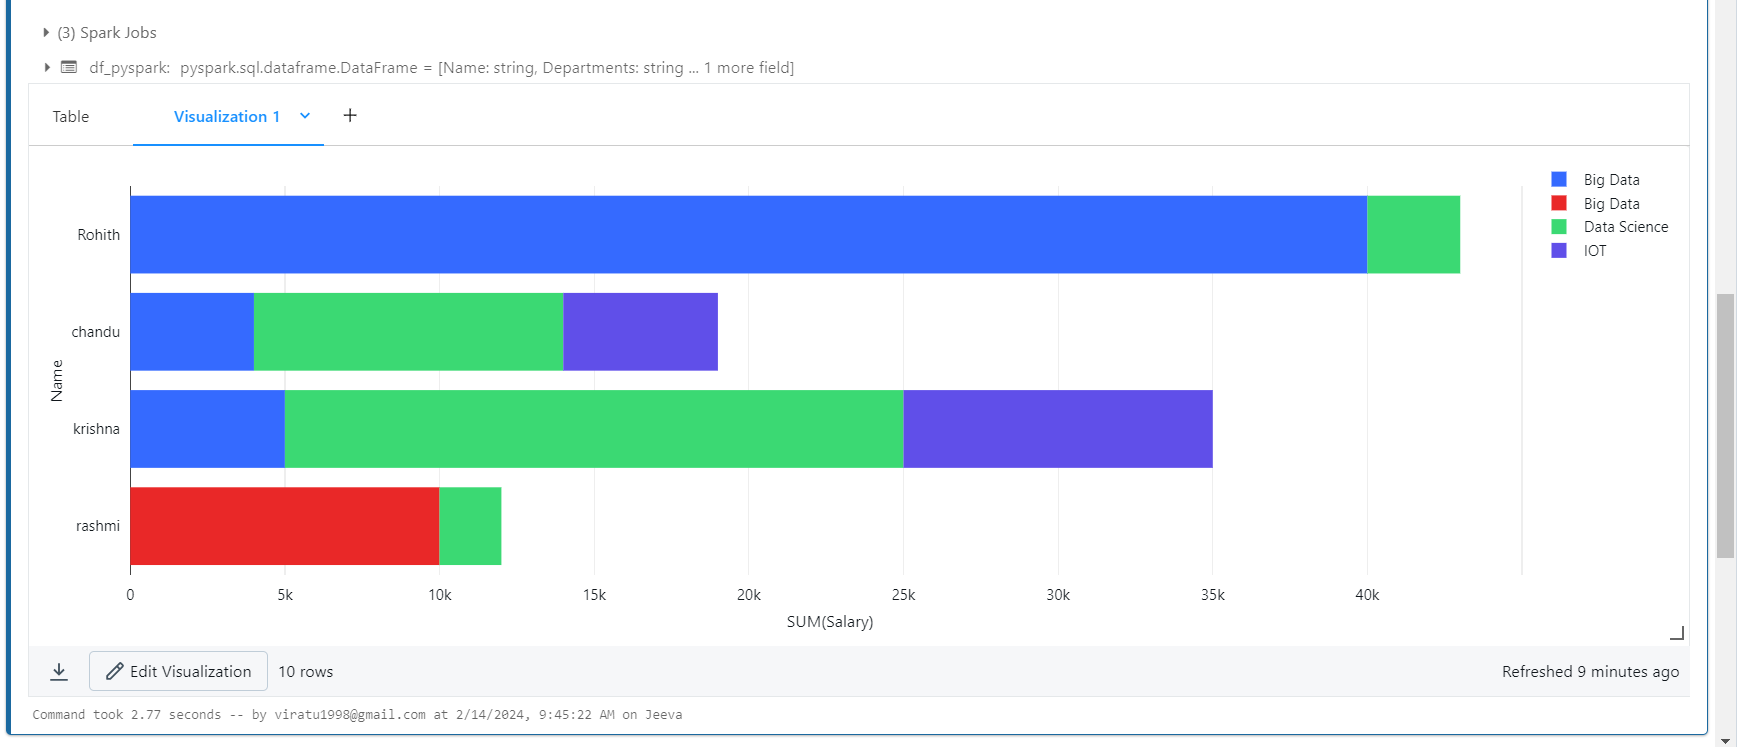 (3) Spark Jobs
df_pyspark: pyspark.sql.dataframe.DataFrame = [Name: string, Departments: string ... 1 more field]
Table Visualization 1 +
Big Data
Big Data
Data Science
IOT
Name
Rohith
chandu
krishna
rashmi
0 5k 10k 15k 20k 25k 30k 35k 40k
SUM(Salary)
Edit Visualization 10 rows Refreshed 9 minutes ago
Command took 2.77 seconds -- by viratu1998@gmail.com at 2/14/2024, 9:45:22 AM on Jeeva